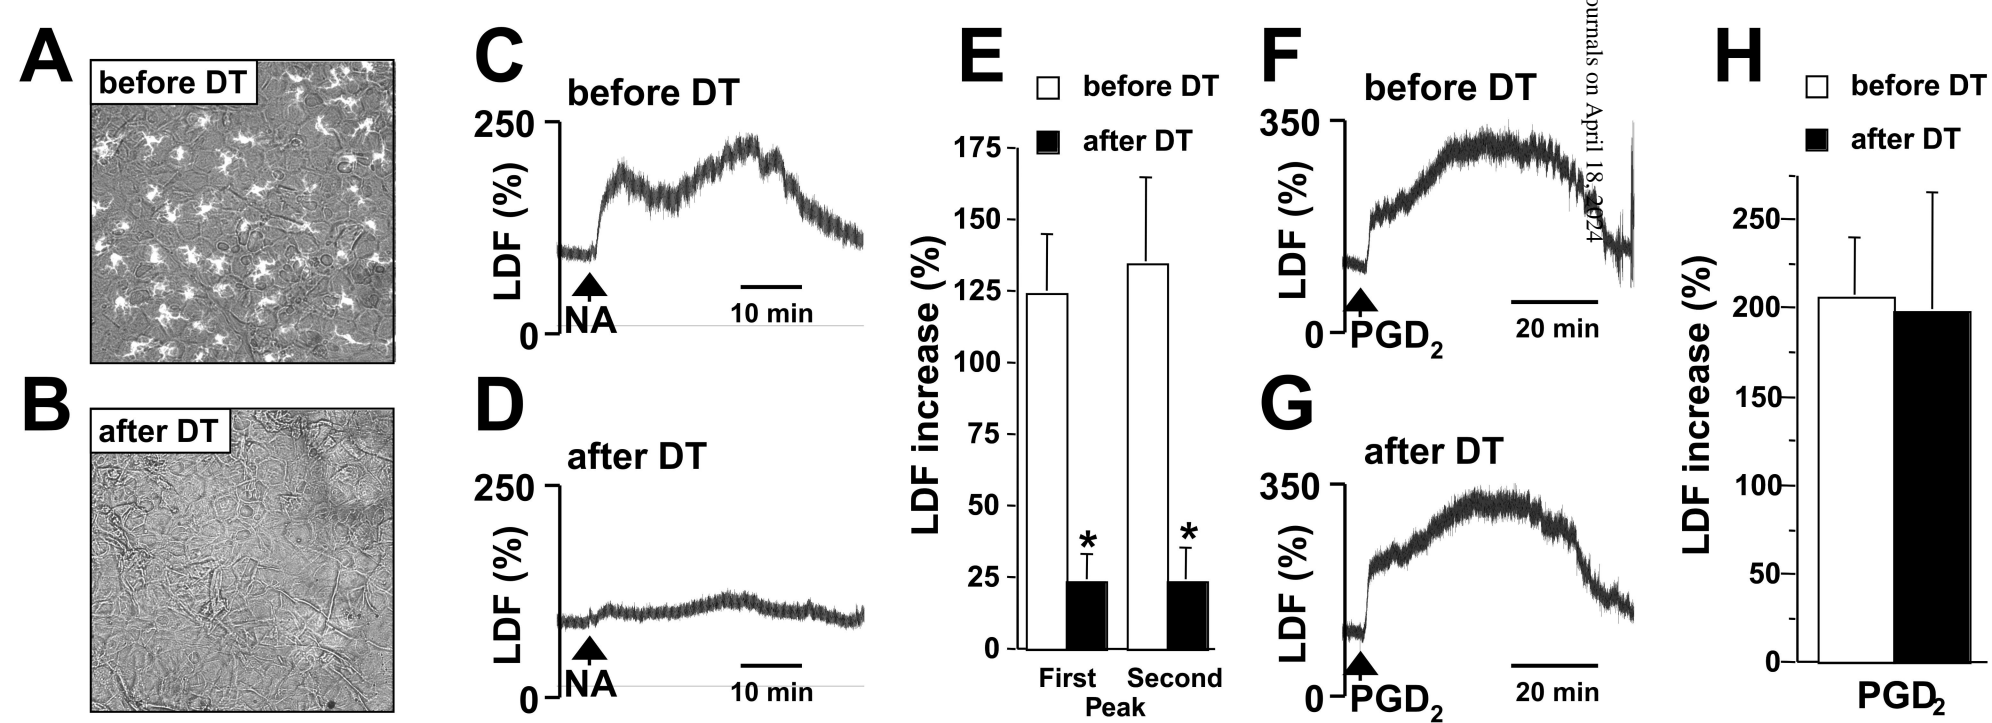 A
before DT
B
after DT
C
before DT
250
LDF (%)
0
NA
10 min
D
after DT
250
LDF (%)
0
NA
10 min
E
before DT
after DT
175
150
125
100
75
50
25
0
LDF increase (%)
First Second
Peak
F
before DT
350
LDF (%)
0
PGD2
20 min
ournals on April 18, 2024
G
after DT
350
LDF (%)
0
PGD2
20 min
H
before DT
after DT
250
200
150
100
50
0
LDF increase (%)
PGD2
* *